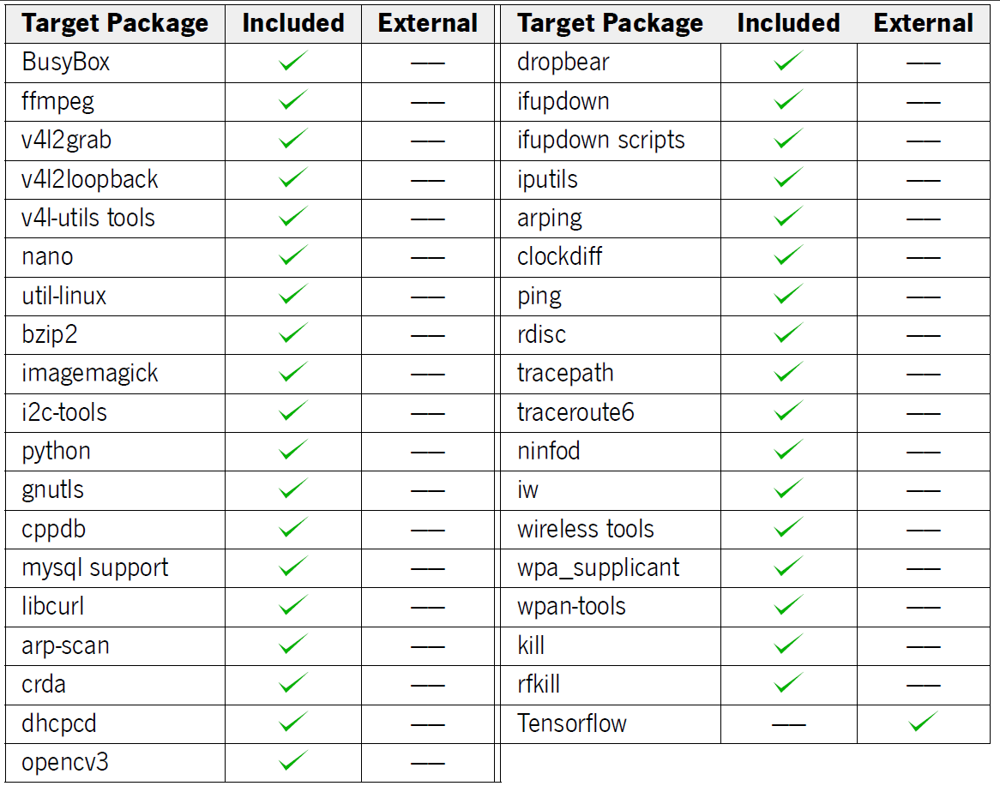 Target Package Included External Target Package Included External
BusyBox ✓ —— dropbear ✓ ——
ffmpeg ✓ —— ifupdown ✓ ——
v4l2grab ✓ —— ifupdown scripts ✓ ——
v4l2loopback ✓ —— iputils ✓ ——
v4l-utils tools ✓ —— arping ✓ ——
nano ✓ —— clockdiff ✓ ——
util-linux ✓ —— ping ✓ ——
bzip2 ✓ —— rdisc ✓ ——
imagemagick ✓ —— tracepath ✓ ——
i2c-tools ✓ —— traceroute6 ✓ ——
python ✓ —— ninfod ✓ ——
gnutls ✓ —— iw ✓ ——
cppdb ✓ —— wireless tools ✓ ——
mysql support ✓ —— wpa_supplicant ✓ ——
libcurl ✓ —— wpan-tools ✓ ——
arp-scan ✓ —— kill ✓ ——
crda ✓ —— rfkill ✓ ——
dhcpcd ✓ —— Tensorflow —— ✓
opencv3 ✓ ——